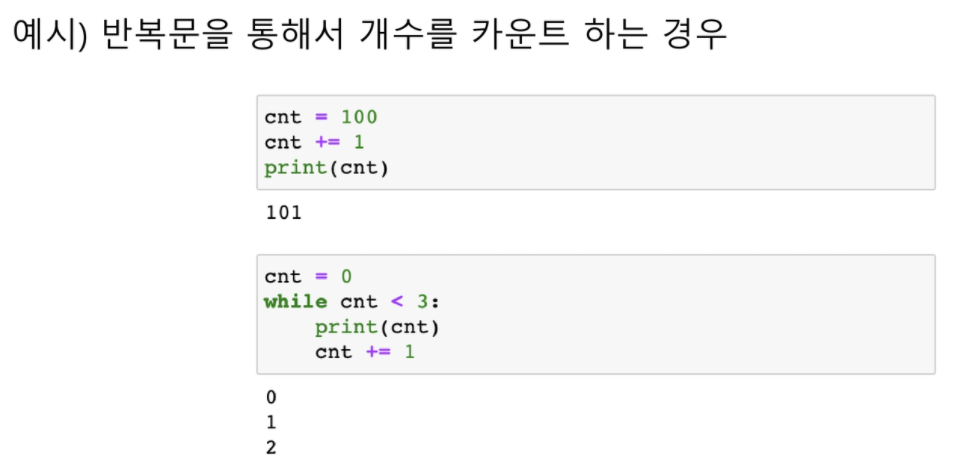 예시) 반복문을 통해서 개수를 카운트 하는 경우
cnt = 100
cnt += 1
print(cnt)
101
cnt = 0
while cnt < 3:
    print(cnt)
    cnt += 1
0
1
2